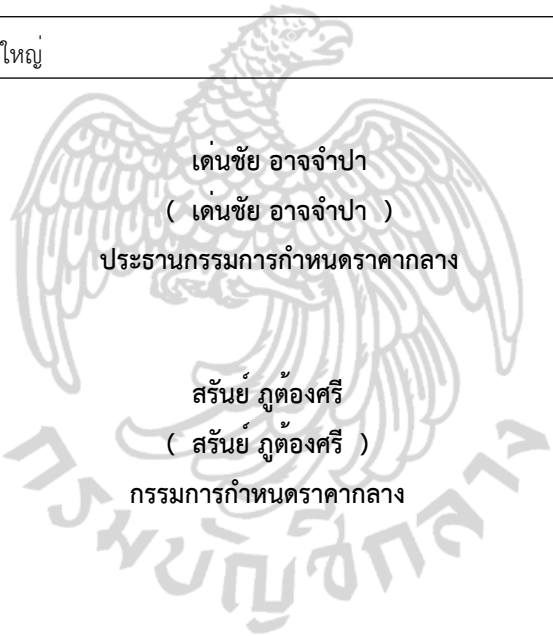 ใหญ่
เด่นชัย อาจจำปา
( เด่นชัย อาจจำปา )
ประธานกรรมการกำหนดราคากลาง
สรันย์ ภูต้องศรี
( สรันย์ ภูต้องศรี )
กรรมการกำหนดราคากลาง
กรมบัญชีกลาง